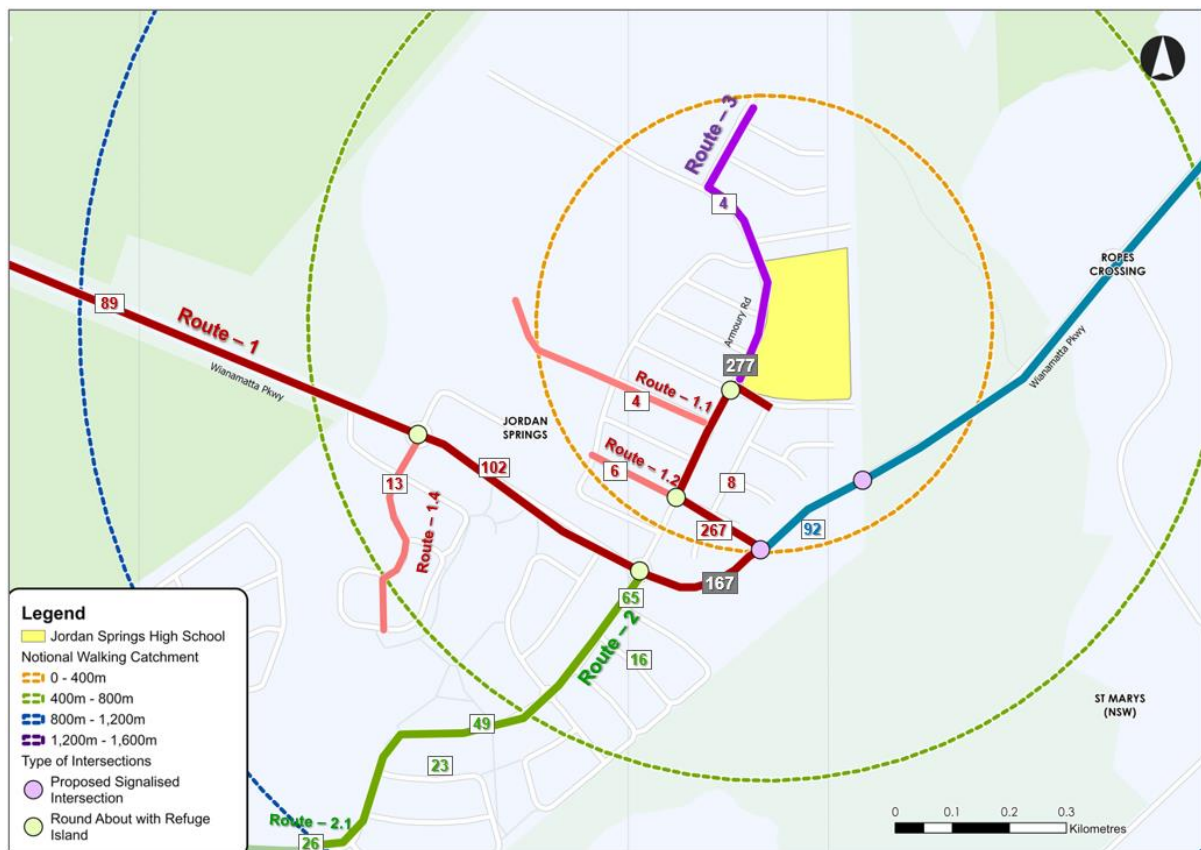 Route – 3
4
ROPES
CROSSING
89
Route – 1
Wianamatta Pkwy
Armoury Rd
Wianamatta Pkwy
277
Route – 1.1
4
JORDAN
SPRINGS
102
Route – 1.2
6
8
13
Route – 1.4
267
92
167
65
Route – 2
16
49
23
Route – 2.1
26
ST MARYS
(NSW)
Legend
Jordan Springs High School
Notional Walking Catchment
0 - 400m
400m - 800m
800m - 1,200m
1,200m - 1,600m
Type of Intersections
Proposed Signalised
Intersection
Round About with Refuge
Island
0 0.1 0.2 0.3
Kilometres